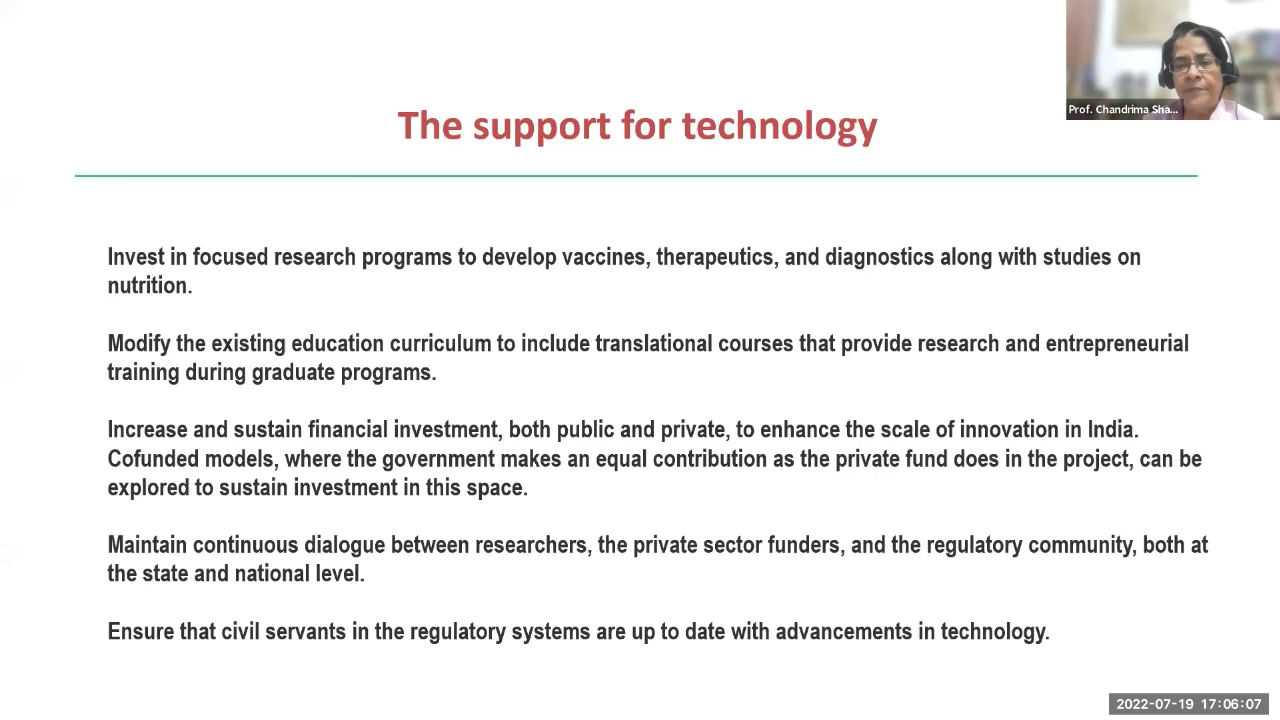 Prof. Chandrima Sha...
The support for technology
Invest in focused research programs to develop vaccines, therapeutics, and diagnostics along with studies on
nutrition.
Modify the existing education curriculum to include translational courses that provide research and entrepreneurial
training during graduate programs.
Increase and sustain financial investment, both public and private, to enhance the scale of innovation in India.
Cofunded models, where the government makes an equal contribution as the private fund does in the project, can be
explored to sustain investment in this space.
Maintain continuous dialogue between researchers, the private sector funders, and the regulatory community, both at
the state and national level.
Ensure that civil servants in the regulatory systems are up to date with advancements in technology.
2022-07-19 17:06:07